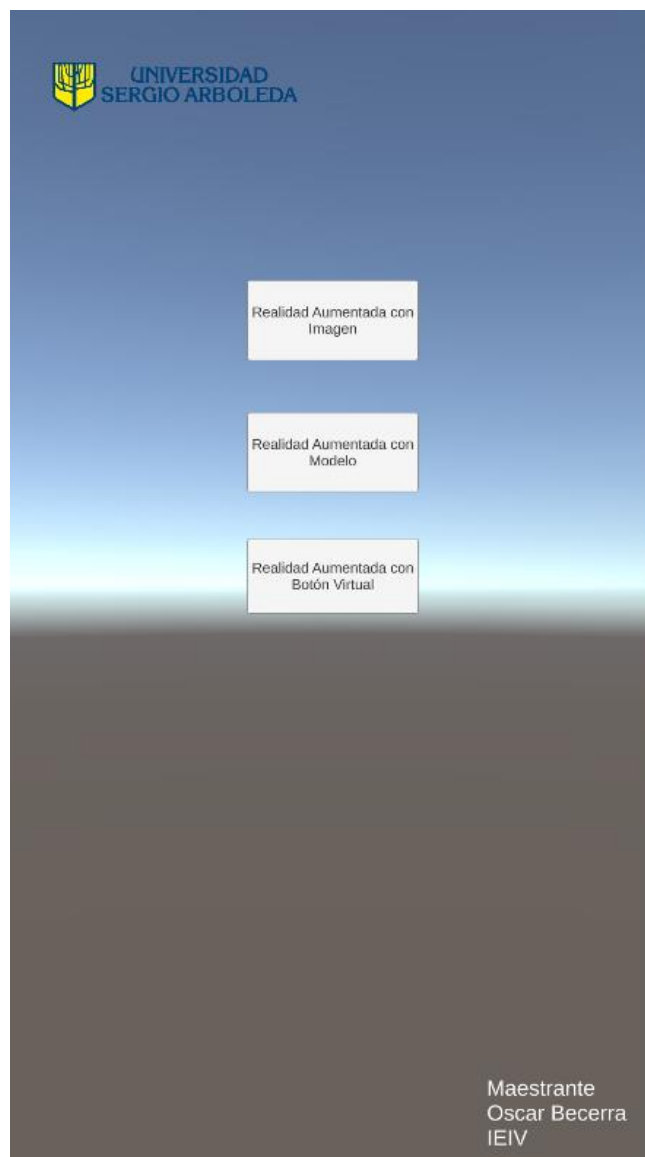 UNIVERSIDAD
SERGIO ARBOLEDA
Realidad Aumentada con
Imagen
Realidad Aumentada con
Modelo
Realidad Aumentada con
Botón Virtual
Maestrante
Oscar Becerra
IEIV